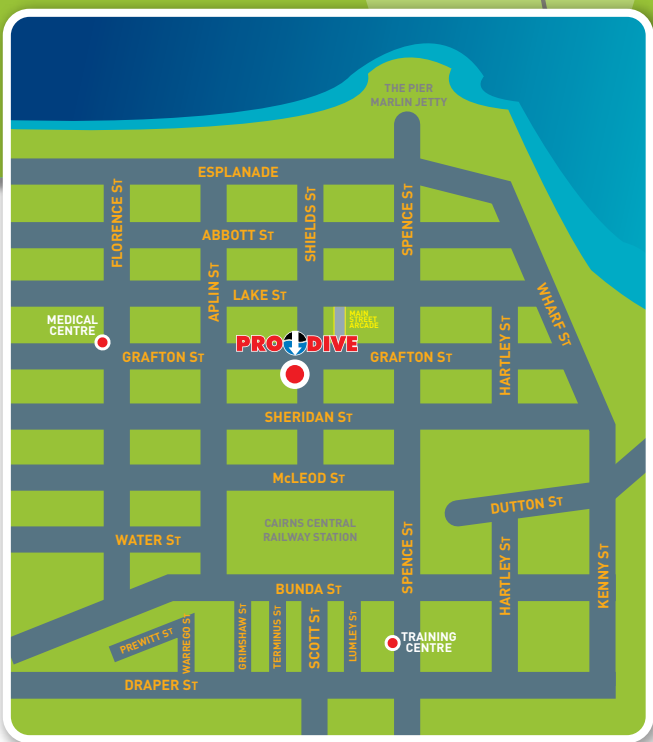 THE PIER
MARLIN JETTY
ESPLANADE
FLORENCE ST
SHIELDS ST
SPENCE ST
ABBOTT ST
APLIN ST
LAKE ST
WHARF ST
MEDICAL
CENTRE
MAIN
STREET
ARCADE
PRO DIVE
GRAFTON ST
GRAFTON ST
HARTLEY ST
SHERIDAN ST
McLEOD ST
DUTTON ST
CAIRNS CENTRAL
RAILWAY STATION
WATER ST
SPENCE ST
HARTLEY ST
KENNY ST
BUNDA ST
PREWITT ST
WARREGO ST
GRIMSHAW ST
TERMINUS ST
SCOTT ST
LUMLEY ST
TRAINING
CENTRE
DRAPER ST